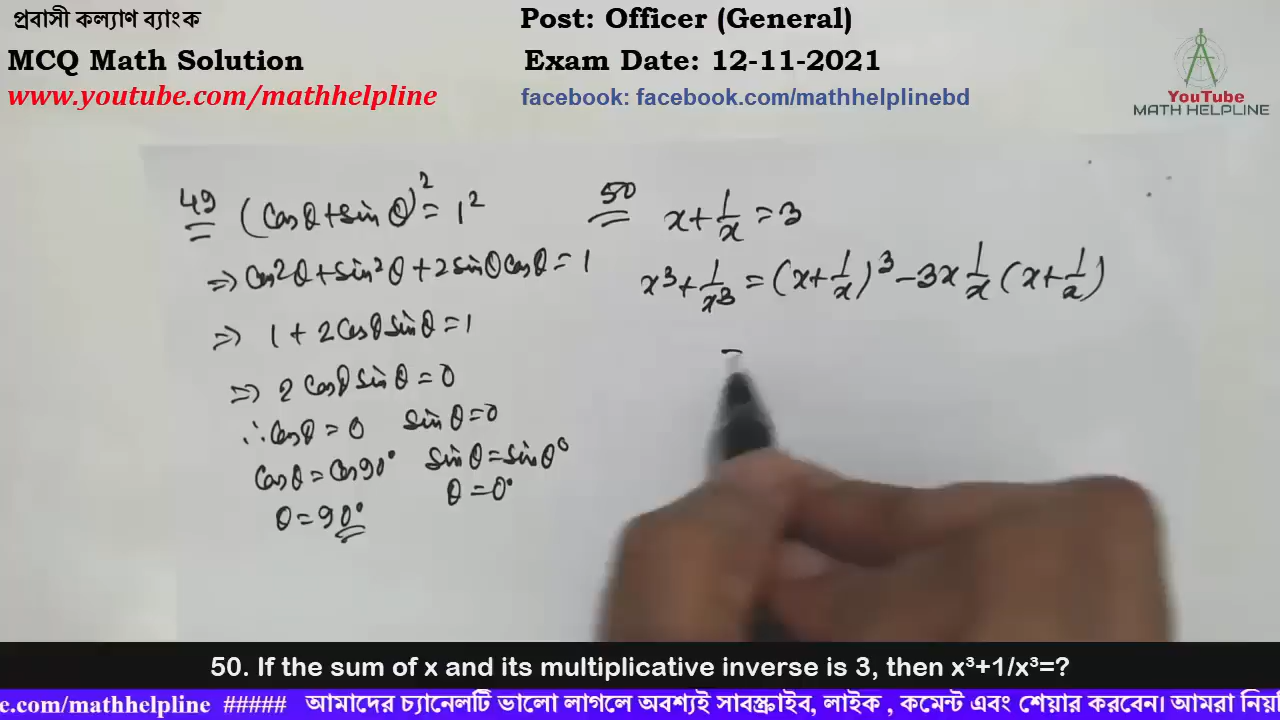 প্রবাসী কল্যাণ ব্যাংক
Post: Officer (General)
MCQ Math Solution
Exam Date: 12-11-2021
www.youtube.com/mathhelpline
facebook: facebook.com/mathhelplinebd
YouTube
MATH HELPLINE
49 (cosθ+sinθ)² = 1²
⇒ cos²θ+sin²θ+2sinθcosθ = 1
⇒ 1 + 2cosθsinθ = 1
⇒ 2 cosθ sinθ = 0
∴ cosθ = 0 sinθ = 0
cosθ = cos90° sinθ = sinθ°
θ = 90° θ = 0°
50 x + 1/x = 3
x³ + 1/x³ = (x + 1/x)³ − 3x 1/x (x + 1/x)
50. If the sum of x and its multiplicative inverse is 3, then x³+1/x³=?
e.com/mathhelpline ##### আমাদের চ্যানেলটি ভালো লাগলে অবশ্যই সাবস্ক্রাইব, লাইক , কমেন্ট এবং শেয়ার করবেন। আমরা নিয়